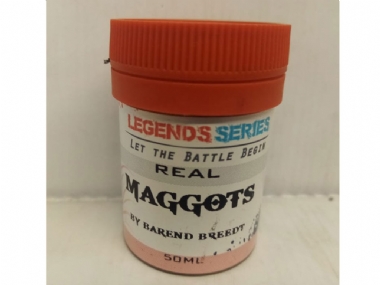 LEGENDS SERIES
LET THE BATTLE BEGIN
REAL
MAGGOTS
BY BAREND BREEDT
50ML